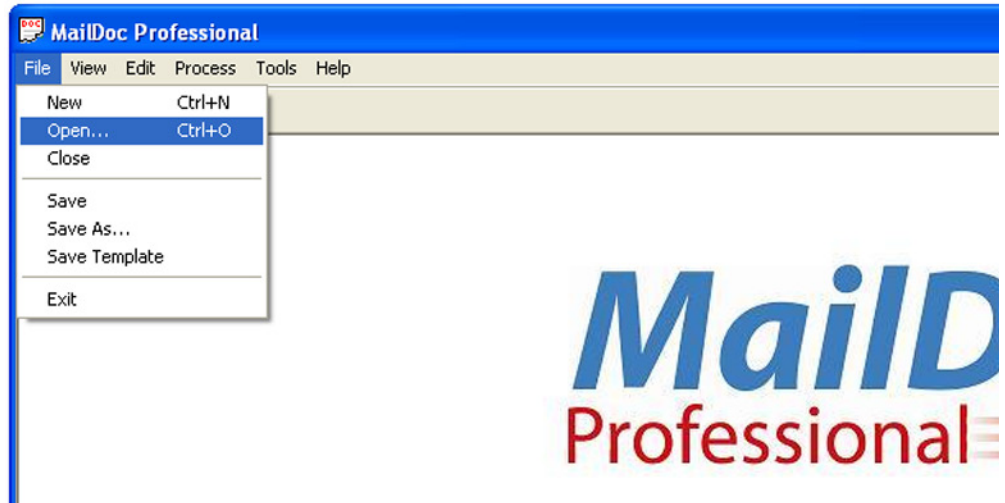 DOC
MailDoc Professional
File View Edit Process Tools Help
New Ctrl+N
Open... Ctrl+O
Close
Save
Save As...
Save Template
Exit
MailD
Professional